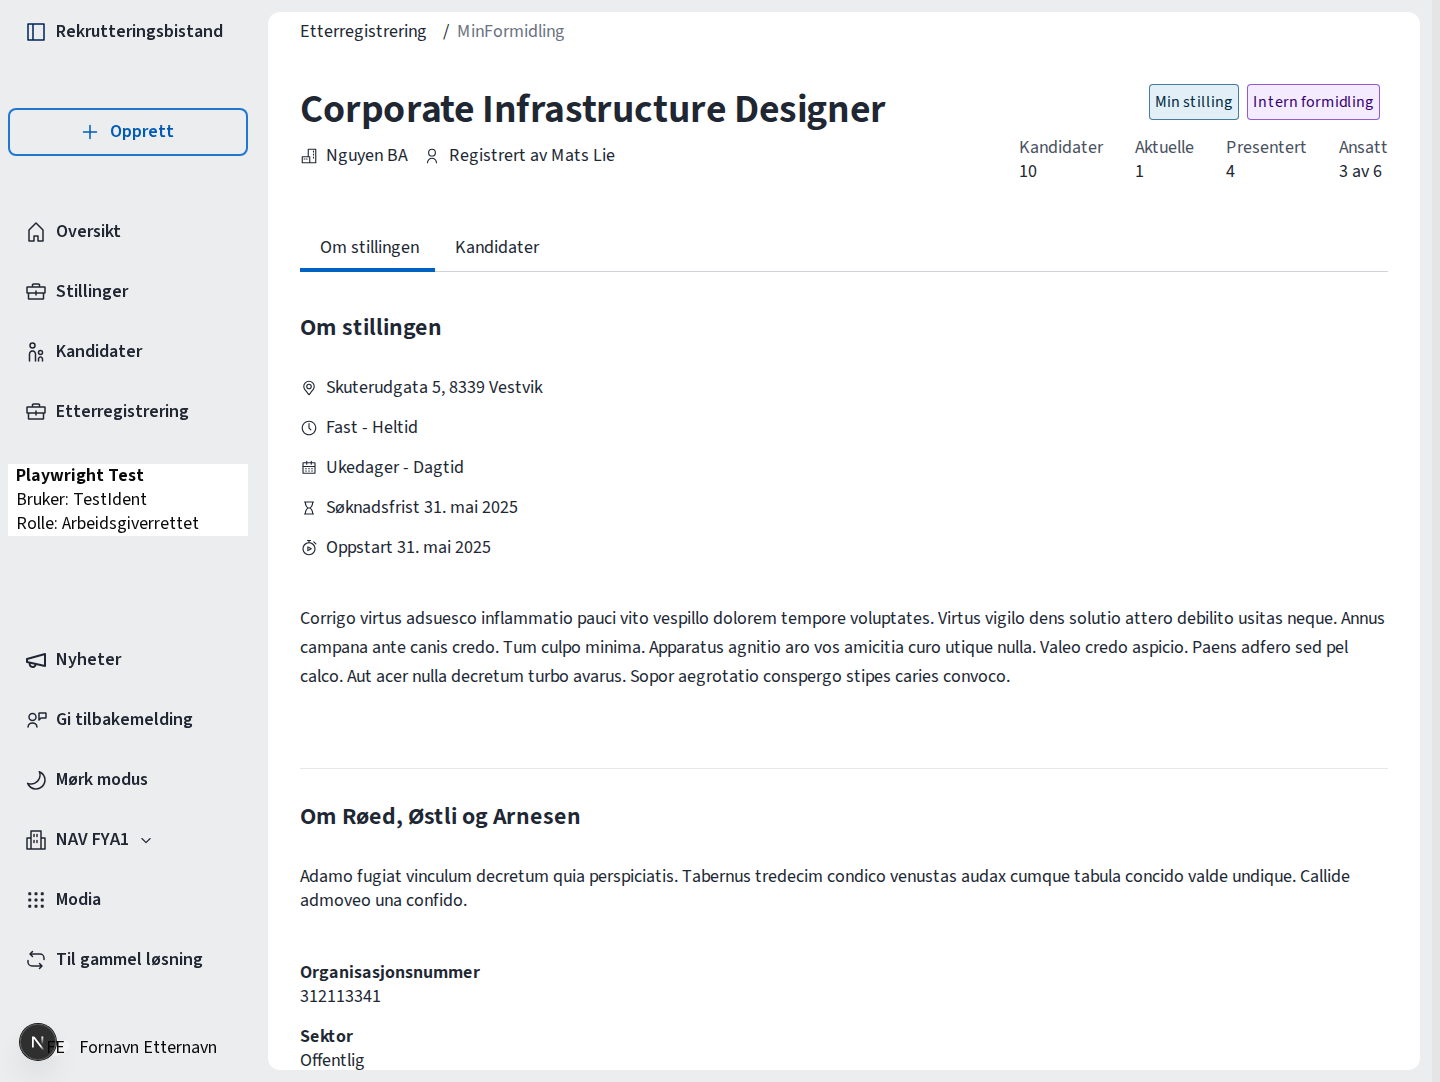 Rekrutteringsbistand
Opprett
Oversikt
Stillinger
Kandidater
Etterregistrering
Playwright Test
Bruker: TestIdent
Rolle: Arbeidsgiverrettet
Nyheter
Gi tilbakemelding
Mørk modus
NAV FYA1
Modia
Til gammel løsning
N FE Fornavn Etternavn
Etterregistrering / MinFormidling
Corporate Infrastructure Designer
Nguyen BA Registrert av Mats Lie
Min stilling Intern formidling
Kandidater Aktuelle Presentert Ansatt
10 1 4 3 av 6
Om stillingen Kandidater
Om stillingen
Skuterudgata 5, 8339 Vestvik
Fast - Heltid
Ukedager - Dagtid
Søknadsfrist 31. mai 2025
Oppstart 31. mai 2025
Corrigo virtus adsuesco inflammatio pauci vito vespillo dolorem tempore voluptates. Virtus vigilo dens solutio attero debilito usitas neque. Annus
campana ante canis credo. Tum culpo minima. Apparatus agnitio aro vos amicitia curo utique nulla. Valeo credo aspicio. Paens adfero sed pel
calco. Aut acer nulla decretum turbo avarus. Sopor aegrotatio conspergo stipes caries convoco.
Om Røed, Østli og Arnesen
Adamo fugiat vinculum decretum quia perspiciatis. Tabernus tredecim condico venustas audax cumque tabula concido valde undique. Callide
admoveo una confido.
Organisasjonsnummer
312113341
Sektor
Offentlig